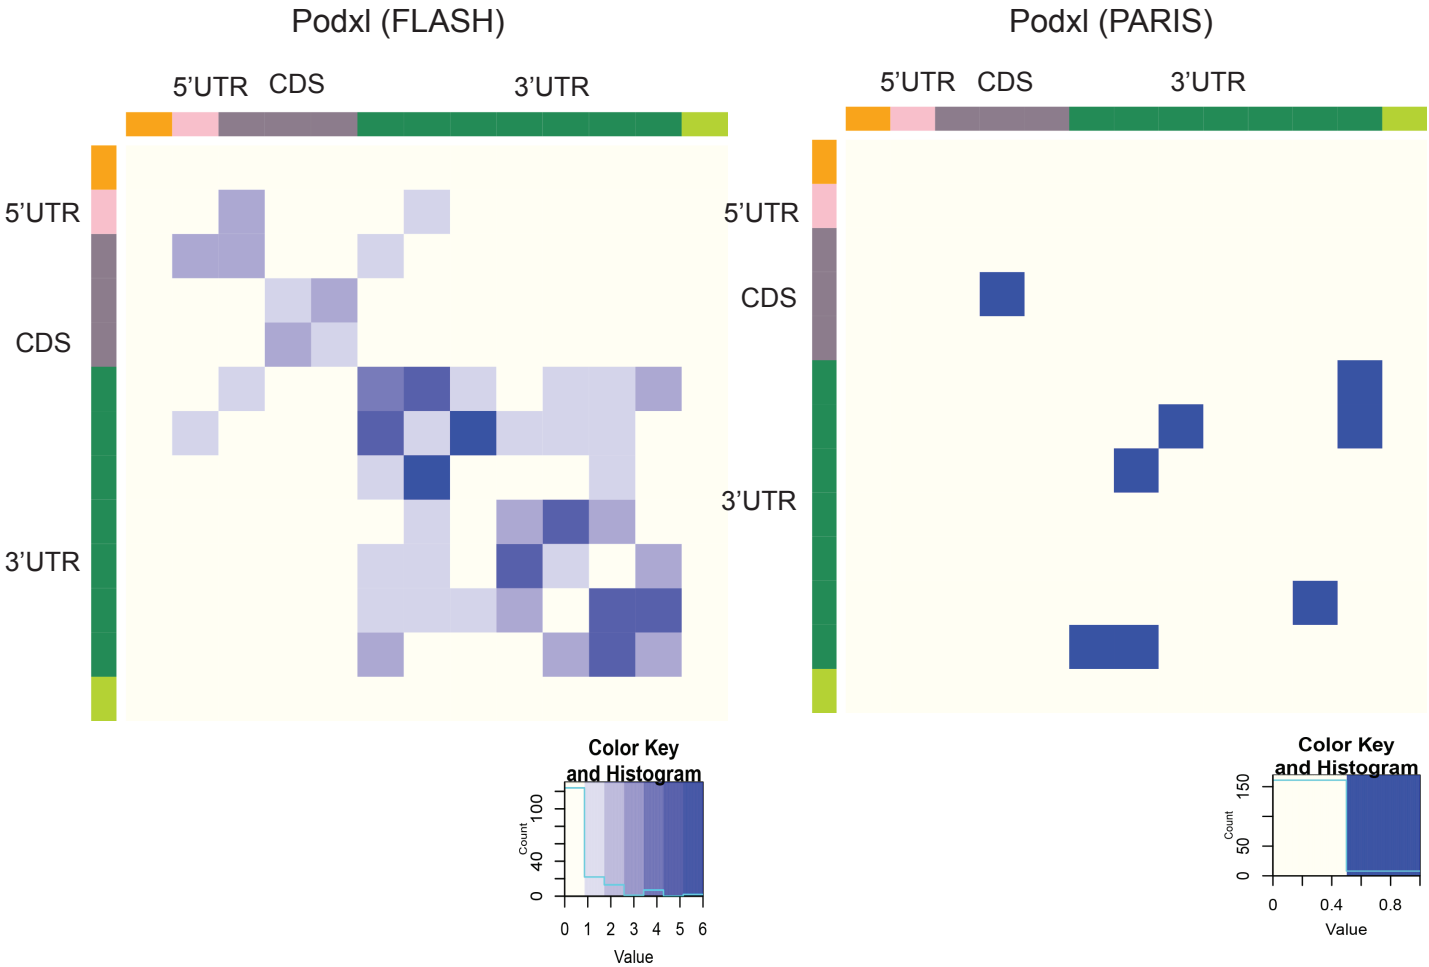 Podxl (FLASH)
5’UTR CDS 3’UTR
5’UTR
CDS
3’UTR
Color Key
and Histogram
Count
0 40 100
0 1 2 3 4 5 6
Value
Podxl (PARIS)
5’UTR CDS 3’UTR
5’UTR
CDS
3’UTR
Color Key
and Histogram
Count
0 50 150
0 0.4 0.8
Value